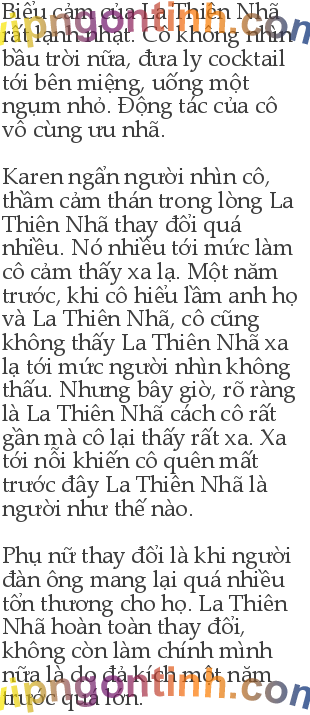 Biểu cảm của La Thiên Nhã
rất lạnh nhạt. Cô không nhìn
bầu trời nữa, đưa ly cocktail
tới bên miệng, uống một
ngụm nhỏ. Động tác của cô
vô cùng ưu nhã.
Karen ngẩn người nhìn cô,
thầm cảm thán trong lòng La
Thiên Nhã thay đổi quá
nhiều. Nó nhiều tới mức làm
cô cảm thấy xa lạ. Một năm
trước, khi cô hiểu lầm anh họ
và La Thiên Nhã, cô cũng
không thấy La Thiên Nhã xa
lạ tới mức người nhìn không
thấu. Nhưng bây giờ, rõ ràng
là La Thiên Nhã cách cô rất
gần mà cô lại thấy rất xa. Xa
tới nỗi khiến cô quên mất
trước đây La Thiên Nhã là
người như thế nào.
Phụ nữ thay đổi là khi người
đàn ông mang lại quá nhiều
tổn thương cho họ. La Thiên
Nhã hoàn toàn thay đổi,
không còn làm chính mình
nữa là do đả kích một năm
trước quá lớn.
vipngontinh.com
vipngontinh.com